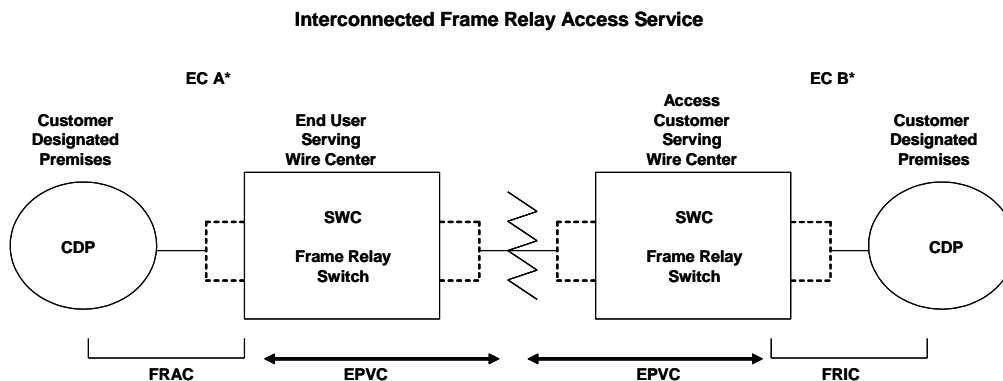 Interconnected Frame Relay Access Service
EC A*
EC B*
Customer
Designated
Premises
End User
Serving
Wire Center
Access
Customer
Serving
Wire Center
Customer
Designated
Premises
CDP
SWC
Frame Relay
Switch
SWC
Frame Relay
Switch
CDP
FRAC
EPVC
EPVC
FRIC